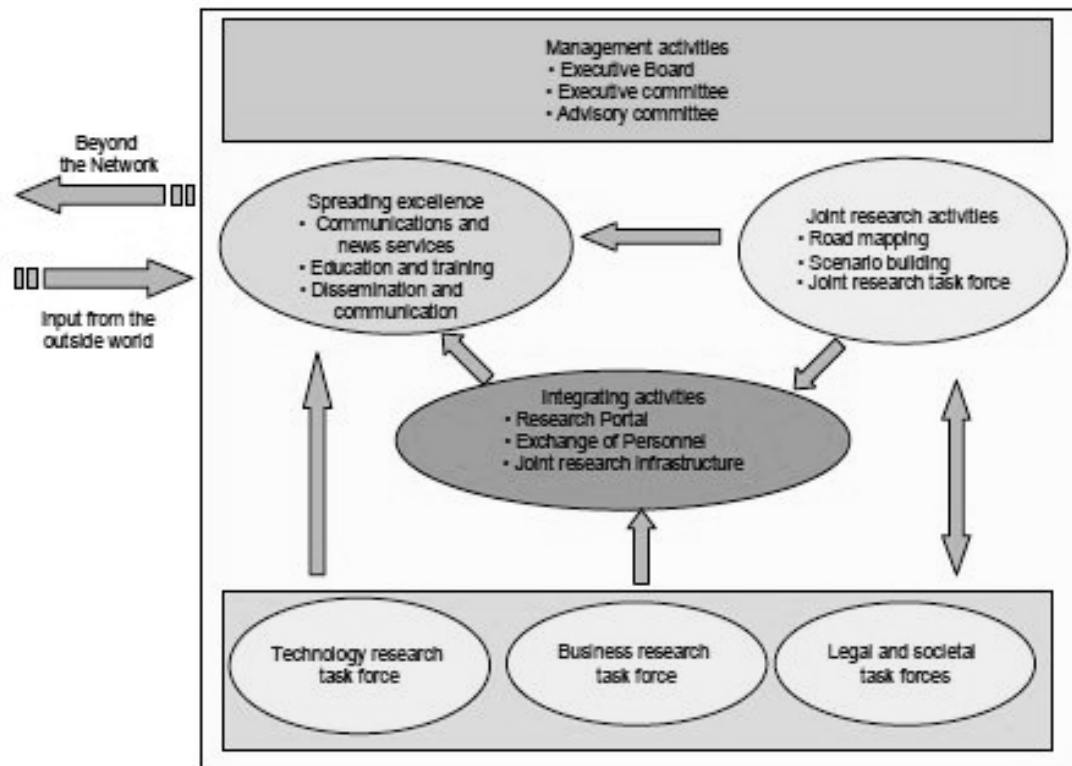 Management activities
• Executive Board
• Executive committee
• Advisory committee
Beyond
the Network
Input from the
outside world
Spreading excellence
• Communications and
news services
• Education and training
• Dissemination and
communication
Joint research activities
• Road mapping
• Scenario building
• Joint research task force
Integrating activities
• Research Portal
• Exchange of Personnel
• Joint research infrastructure
Technology research
task force
Business research
task force
Legal and societal
task forces